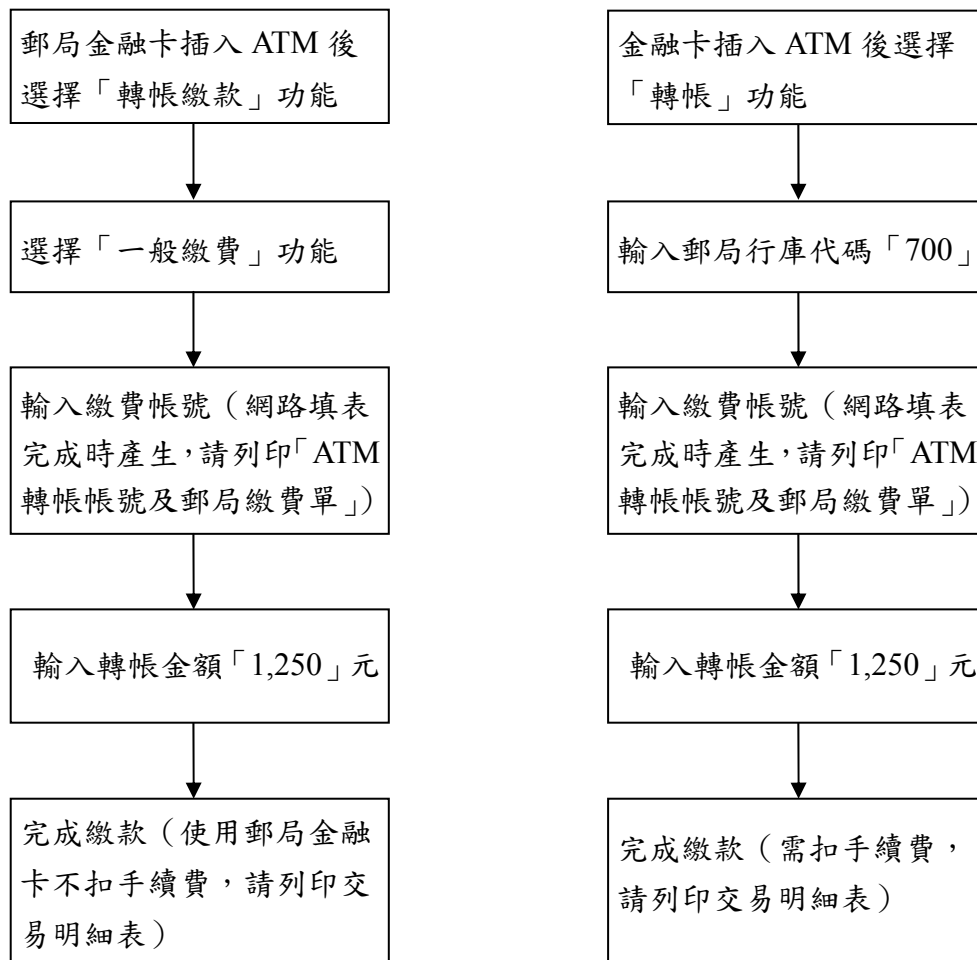 郵局金融卡插入 ATM 後
選擇「轉帳繳款」功能
選擇「一般繳費」功能
輸入繳費帳號（網路填表
完成時產生，請列印「ATM
轉帳帳號及郵局繳費單」）
輸入轉帳金額「1,250」元
完成繳款（使用郵局金融
卡不扣手續費，請列印交
易明細表）
金融卡插入 ATM 後選擇
「轉帳」功能
輸入郵局行庫代碼「700」
輸入繳費帳號（網路填表
完成時產生，請列印「ATM
轉帳帳號及郵局繳費單」）
輸入轉帳金額「1,250」元
完成繳款（需扣手續費，
請列印交易明細表）